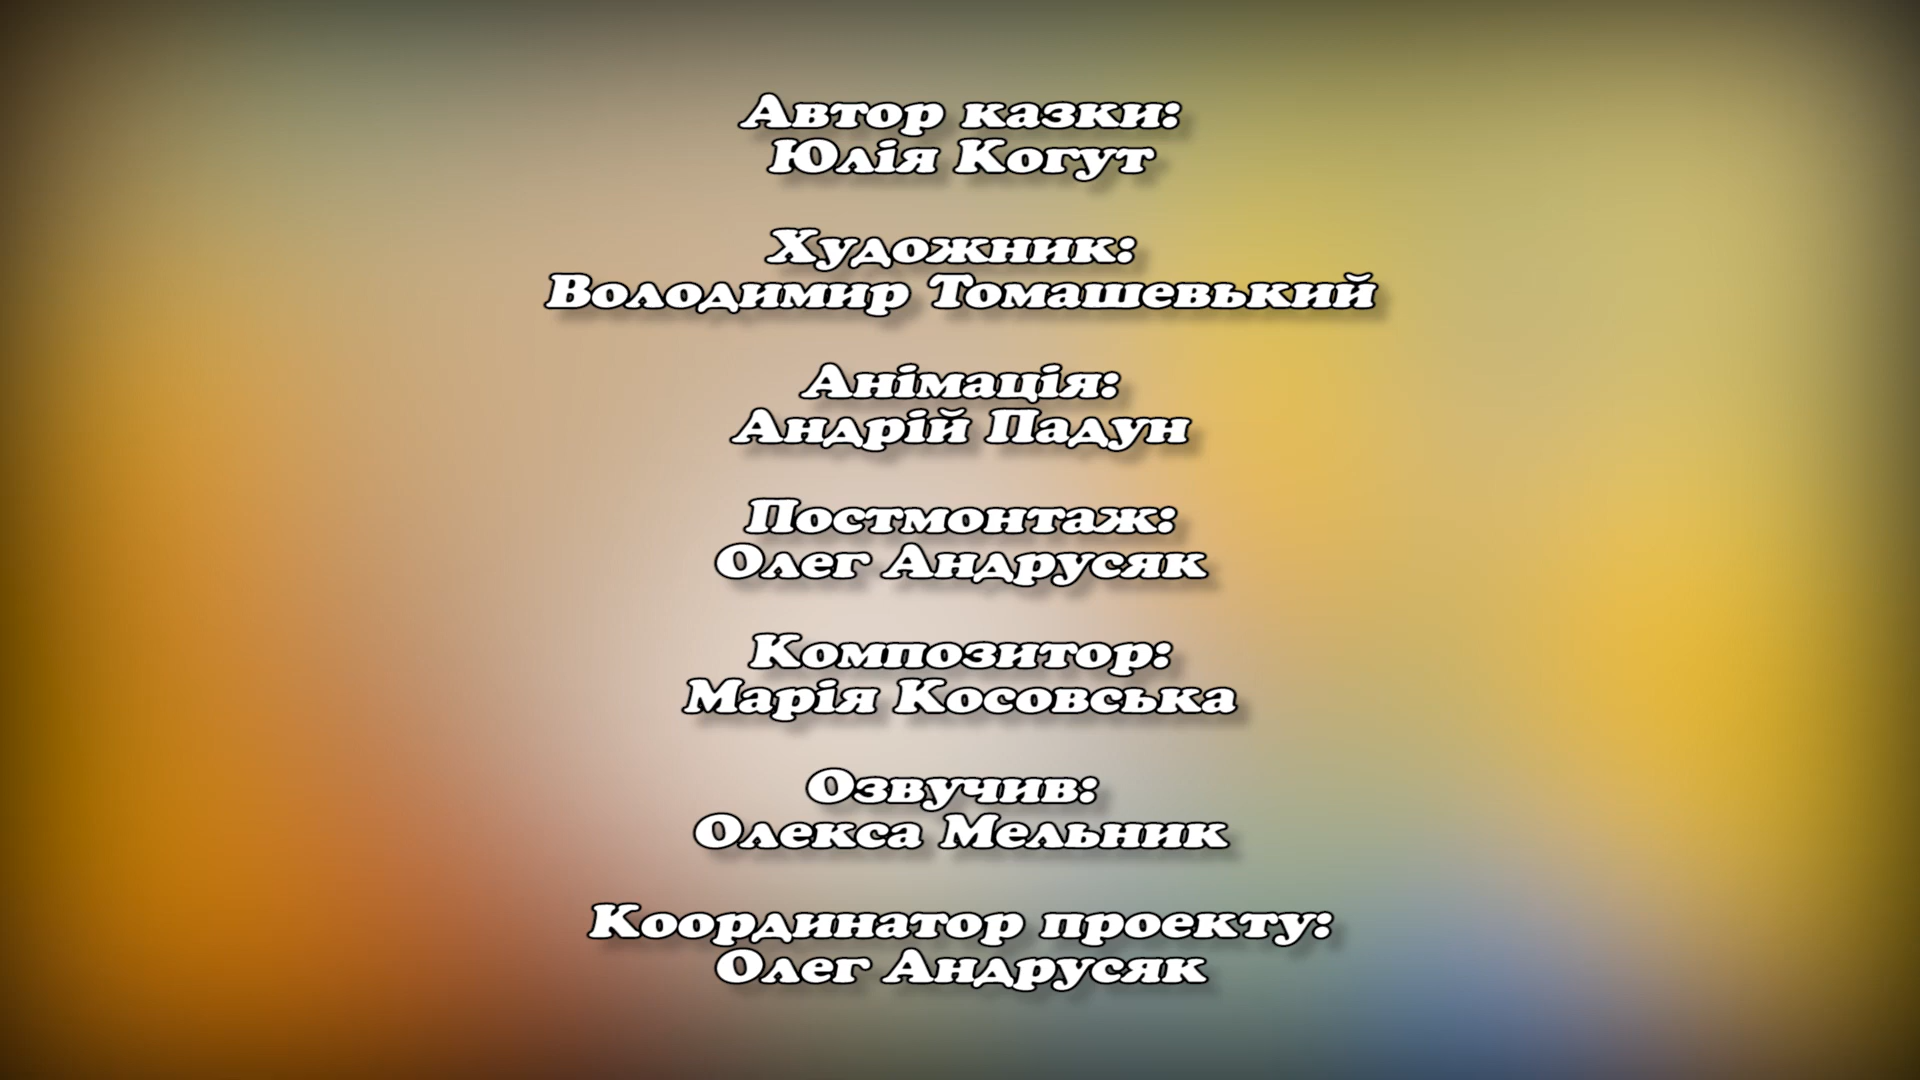 Автор казки:
Юлія Когут
Художник:
Володимир Томашевький
Анімація:
Андрій Падун
Постмонтаж:
Олег Андрусяк
Композитор:
Марія Косовська
Озвучив:
Олекса Мельник
Координатор проекту:
Олег Андрусяк